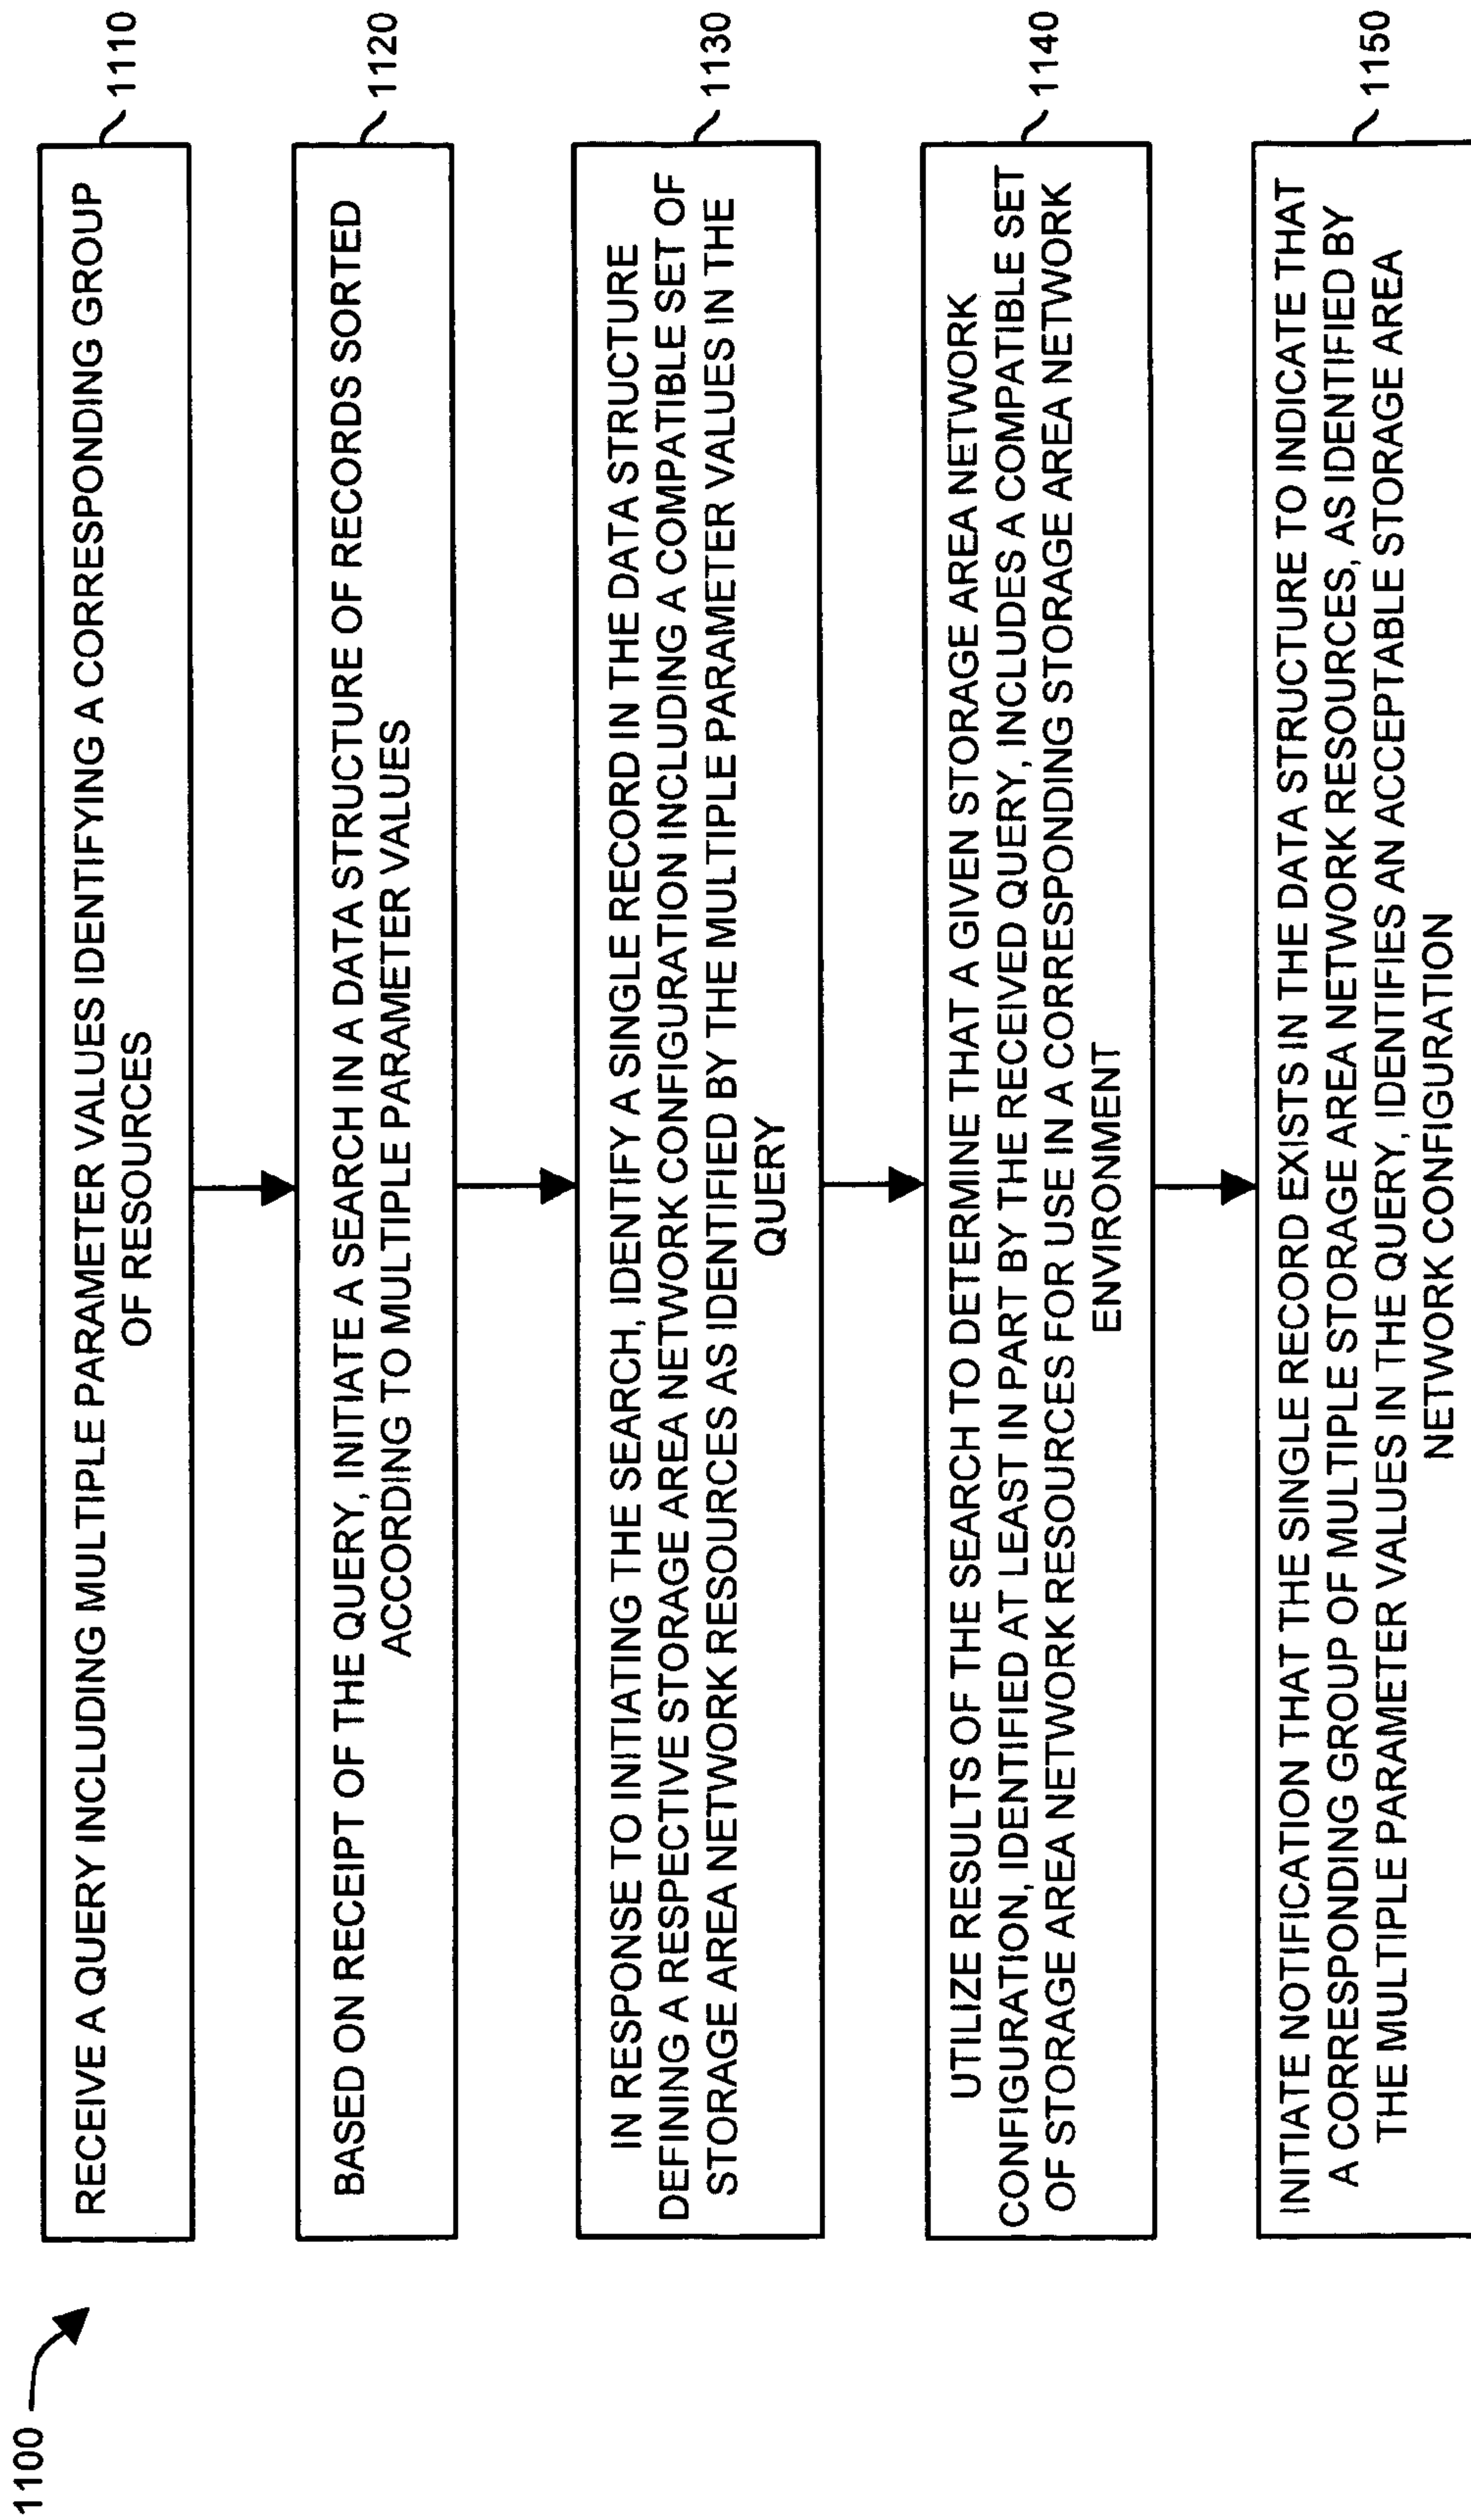 1100
RECEIVE A QUERY INCLUDING MULTIPLE PARAMETER VALUES IDENTIFYING A CORRESPONDING GROUP
OF RESOURCES
1110
BASED ON RECEIPT OF THE QUERY, INITIATE A SEARCH IN A DATA STRUCTURE OF RECORDS SORTED
ACCORDING TO MULTIPLE PARAMETER VALUES
1120
IN RESPONSE TO INITIATING THE SEARCH, IDENTIFY A SINGLE RECORD IN THE DATA STRUCTURE
DEFINING A RESPECTIVE STORAGE AREA NETWORK CONFIGURATION INCLUDING A COMPATIBLE SET OF
STORAGE AREA NETWORK RESOURCES AS IDENTIFIED BY THE MULTIPLE PARAMETER VALUES IN THE
QUERY
1130
UTILIZE RESULTS OF THE SEARCH TO DETERMINE THAT A GIVEN STORAGE AREA NETWORK
CONFIGURATION, IDENTIFIED AT LEAST IN PART BY THE RECEIVED QUERY, INCLUDES A COMPATIBLE SET
OF STORAGE AREA NETWORK RESOURCES FOR USE IN A CORRESPONDING STORAGE AREA NETWORK
ENVIRONMENT
1140
INITIATE NOTIFICATION THAT THE SINGLE RECORD EXISTS IN THE DATA STRUCTURE TO INDICATE THAT
A CORRESPONDING GROUP OF MULTIPLE STORAGE AREA NETWORK RESOURCES, AS IDENTIFIED BY
THE MULTIPLE PARAMETER VALUES IN THE QUERY, IDENTIFIES AN ACCEPTABLE STORAGE AREA
NETWORK CONFIGURATION
1150